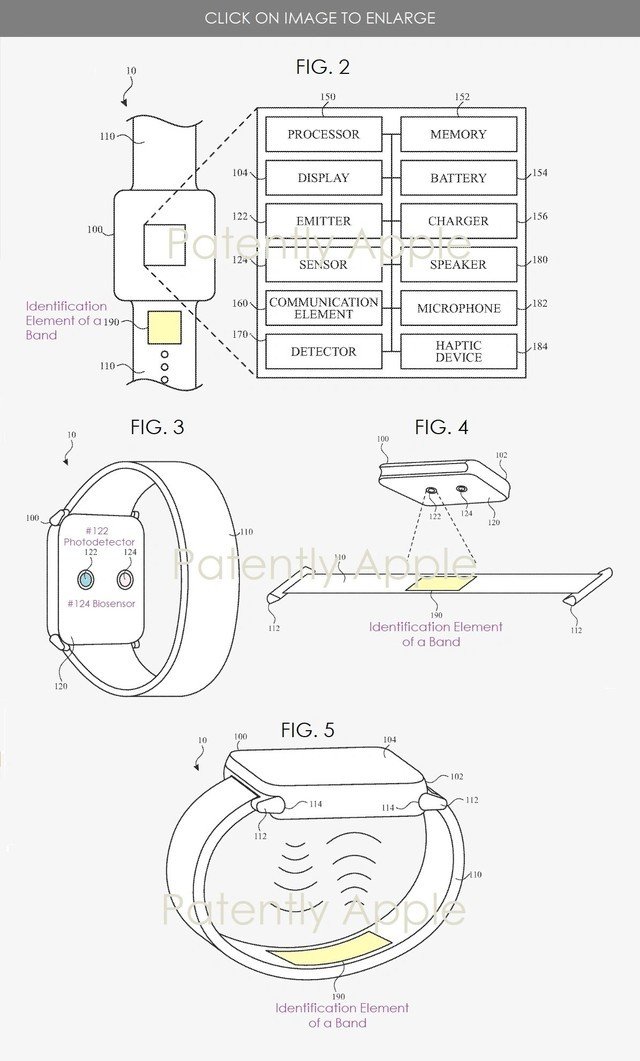 CLICK ON IMAGE TO ENLARGE
FIG. 2
10
110
100
Identification
Element of a
Band
190
110
150
152
PROCESSOR
MEMORY
104
DISPLAY
BATTERY
154
122
EMITTER
CHARGER
156
Patently Apple
124
SENSOR
SPEAKER
180
160
COMMUNICATION
ELEMENT
MICROPHONE
182
170
DETECTOR
HAPTIC
DEVICE
184
FIG. 3
10
100
110
#122
Photodetector
122
124
#124 Biosensor
120
FIG. 4
100
102
122
124
120
Patently Apple
110
112
190
112
Identification Element
of a Band
FIG. 5
10
100
104
102
114
114
112
112
110
Patently Apple
190
Identification Element
of a Band